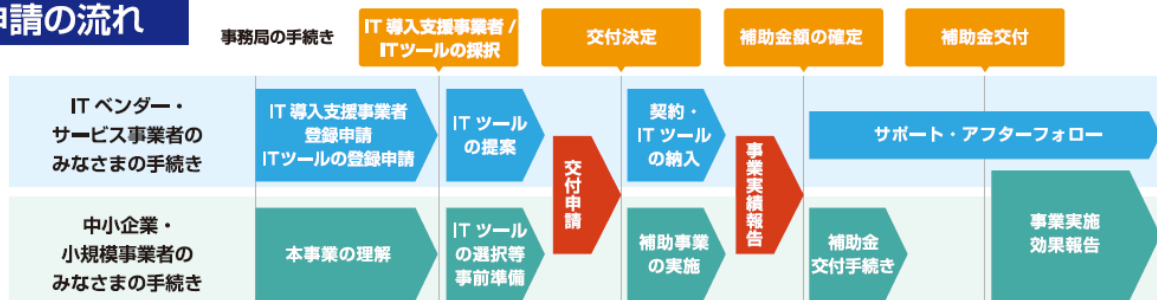 申請の流れ
事務局の手続き
IT 導入支援事業者 /
ITツールの採択
交付決定
補助金額の確定
補助金交付
IT ベンダー・
サービス事業者の
みなさまの手続き
IT 導入支援事業者
登録申請
ITツールの登録申請
IT ツール
の提案
交付申請
契約・
IT ツール
の納入
事業実績報告
サポート・アフターフォロー
中小企業・
小規模事業者の
みなさまの手続き
本事業の理解
IT ツール
の選択等
事前準備
補助事業
の実施
補助金
交付手続き
事業実施
効果報告